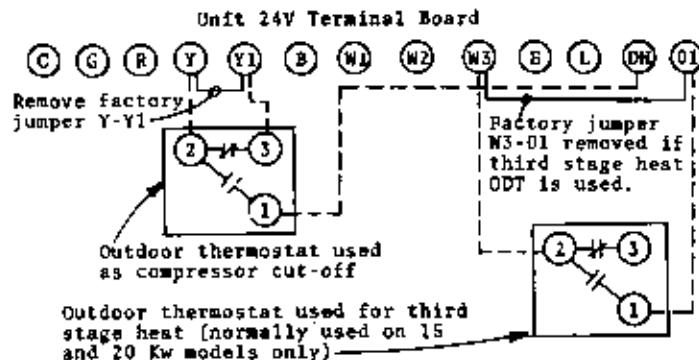 Unit 24V Terminal Board
C G R Y Y1 B W1 W2 W3 E L DH O1
Remove factory
jumper Y-Y1
Factory jumper
W3-O1 removed if
third stage heat
ODT is used.
2 3
1
Outdoor thermostat used
as compressor cut-off
2 3
1
Outdoor thermostat used for third
stage heat (normally used on 15
and 20 Kw models only)